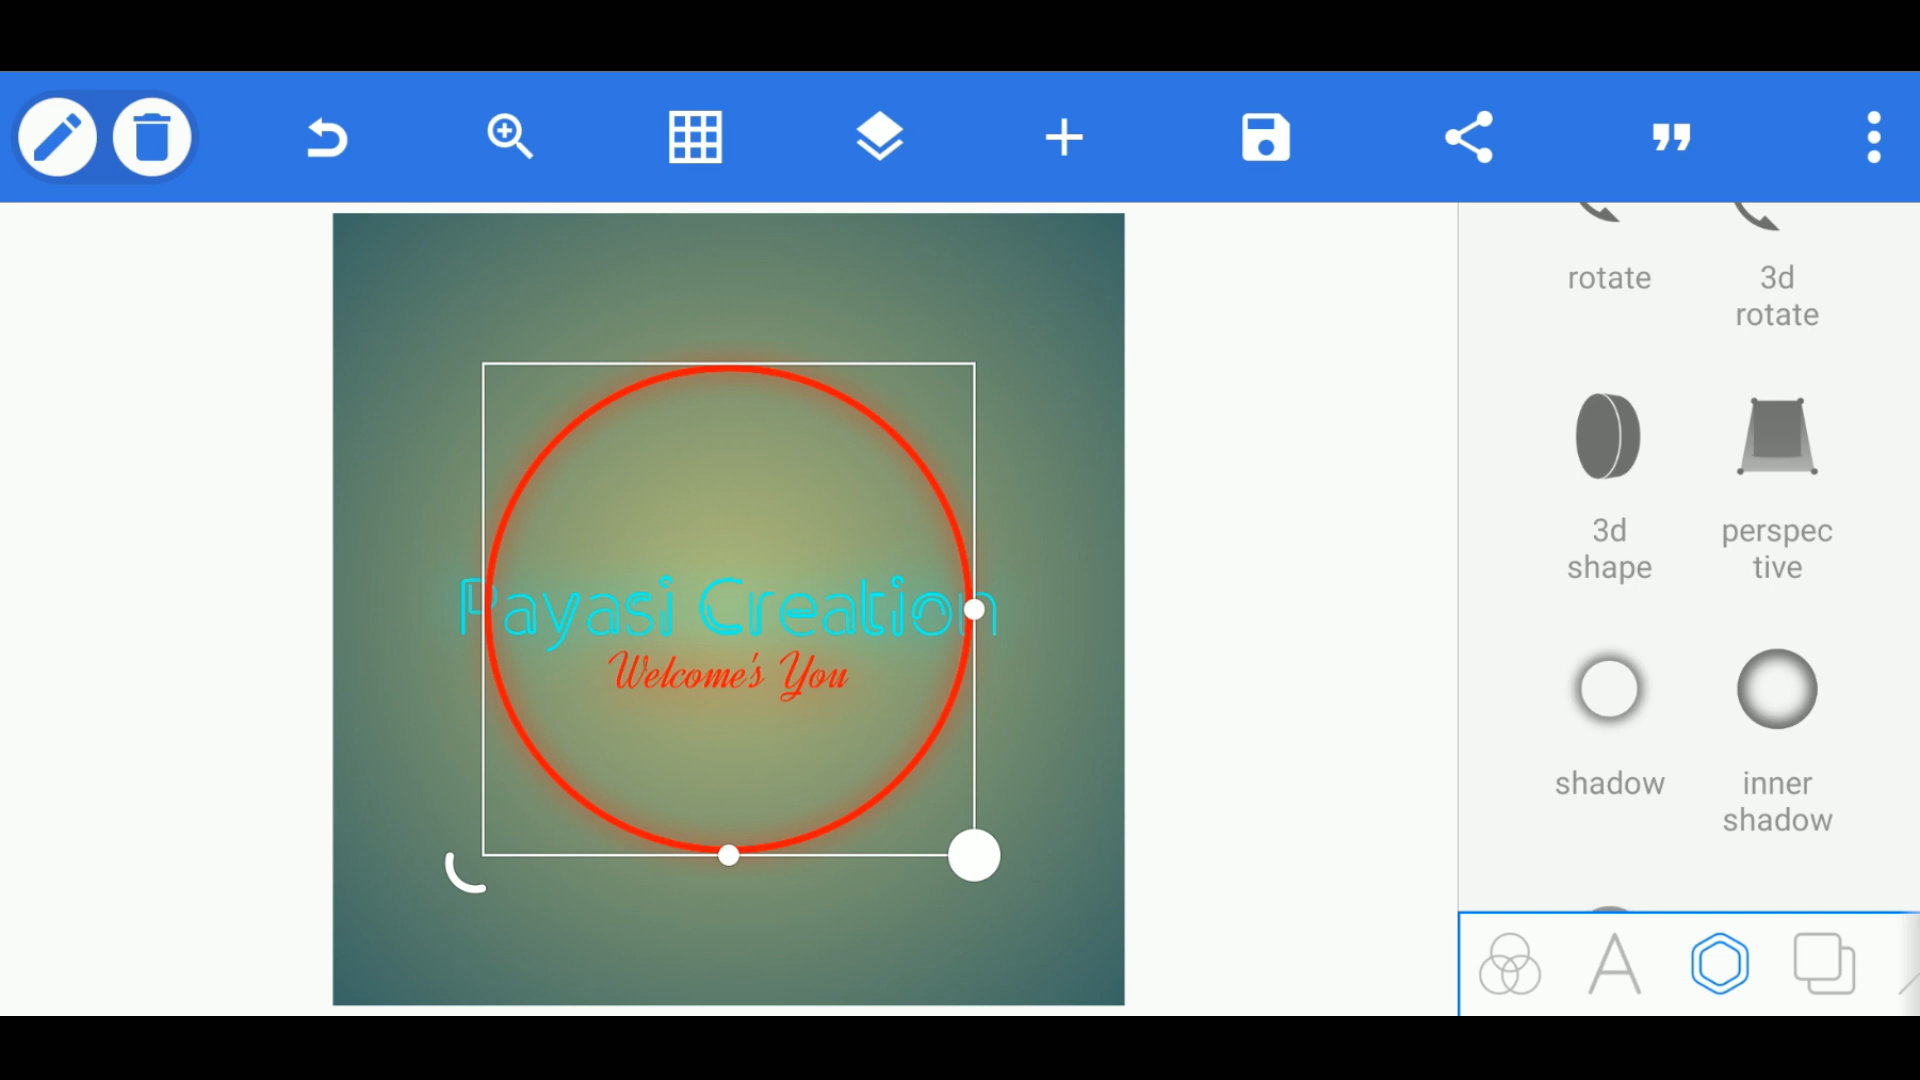 rotate
3d
rotate
3d
shape
perspec
tive
Payasi Creation
Welcome's You
shadow
inner
shadow